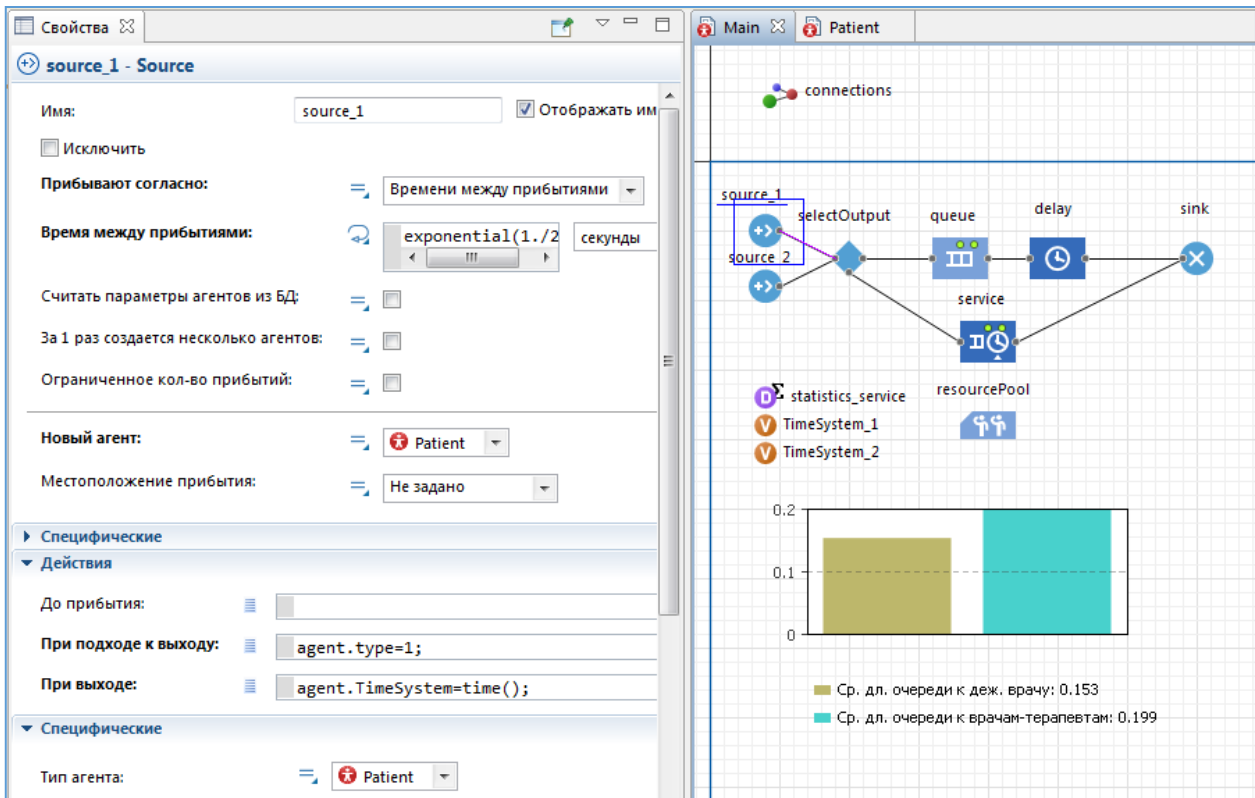 Свойства
source_1 - Source
Имя:
source_1
Отображать им
Исключить
Прибывают согласно:
Времени между прибытиями
Время между прибытиями:
exponential(1./2
секунды
Считать параметры агентов из БД:
За 1 раз создается несколько агентов:
Ограниченное кол-во прибытий:
Новый агент:
Patient
Местоположение прибытия:
Не задано
Специфические
Действия
До прибытия:
При подходе к выходу:
agent.type=1;
При выходе:
agent.TimeSystem=time();
Специфические
Тип агента:
Patient
Main
Patient
connections
source_1
selectOutput
queue
delay
sink
source_2
service
statistics_service
resourcePool
TimeSystem_1
TimeSystem_2
0.2
0.1
0
Ср. дл. очереди к деж. врачу: 0.153
Ср. дл. очереди к врачам-терапевтам: 0.199